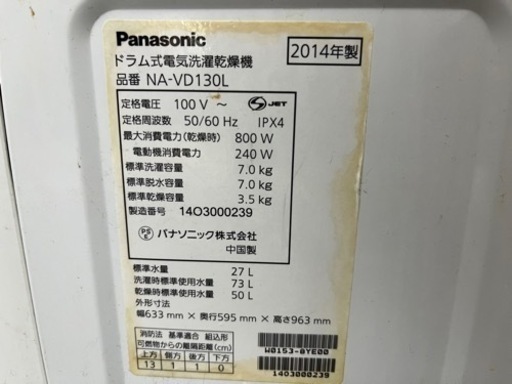 Panasonic
2014年製
ドラム式電気洗濯乾燥機
品番 NA-VD130L
定格電圧 100 V ～
S JET
定格周波数 50/60 Hz IPX4
最大消費電力(乾燥時) 800 W
電動機消費電力 240 W
標準洗濯容量 7.0 kg
標準脱水容量 7.0 kg
標準乾燥容量 3.5 kg
製造番号 14O3000239
PS E パナソニック株式会社
中国製
標準水量 27 L
洗濯時標準使用水量 73 L
乾燥時標準使用水量 50 L
外形寸法
幅633 mm × 奥行595 mm × 高さ963 mm
消防法 基準適合 組込形
可燃物からの離隔距離(cm)
上方 側方 後方 下方
13 1 1 0
W0153-8YE00
1403000239